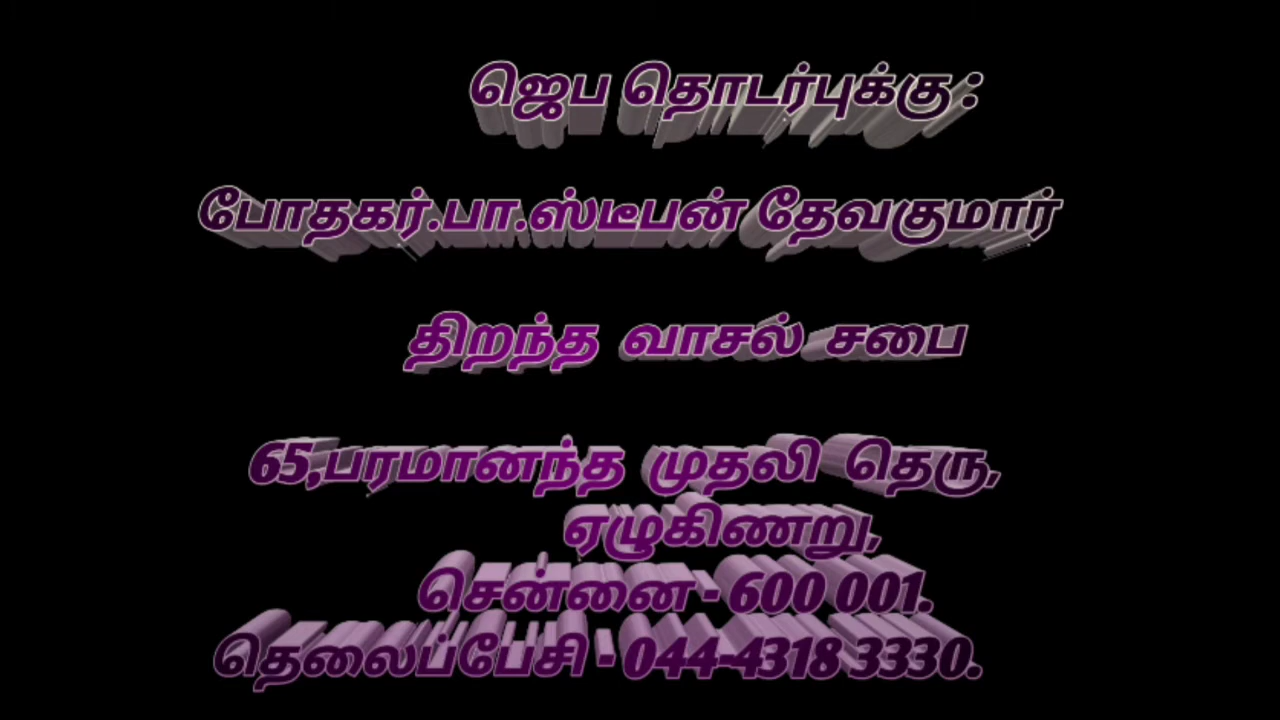 ஜெப தொடர்புக்கு :
போதகர்.பா.ஸ்டீபன் தேவகுமார்
திறந்த வாசல் சபை
65,பரமானந்த முதலி தெரு,
ஏழுகிணறு,
சென்னை - 600 001.
தெலைப்பேசி - 044-4318 3330.